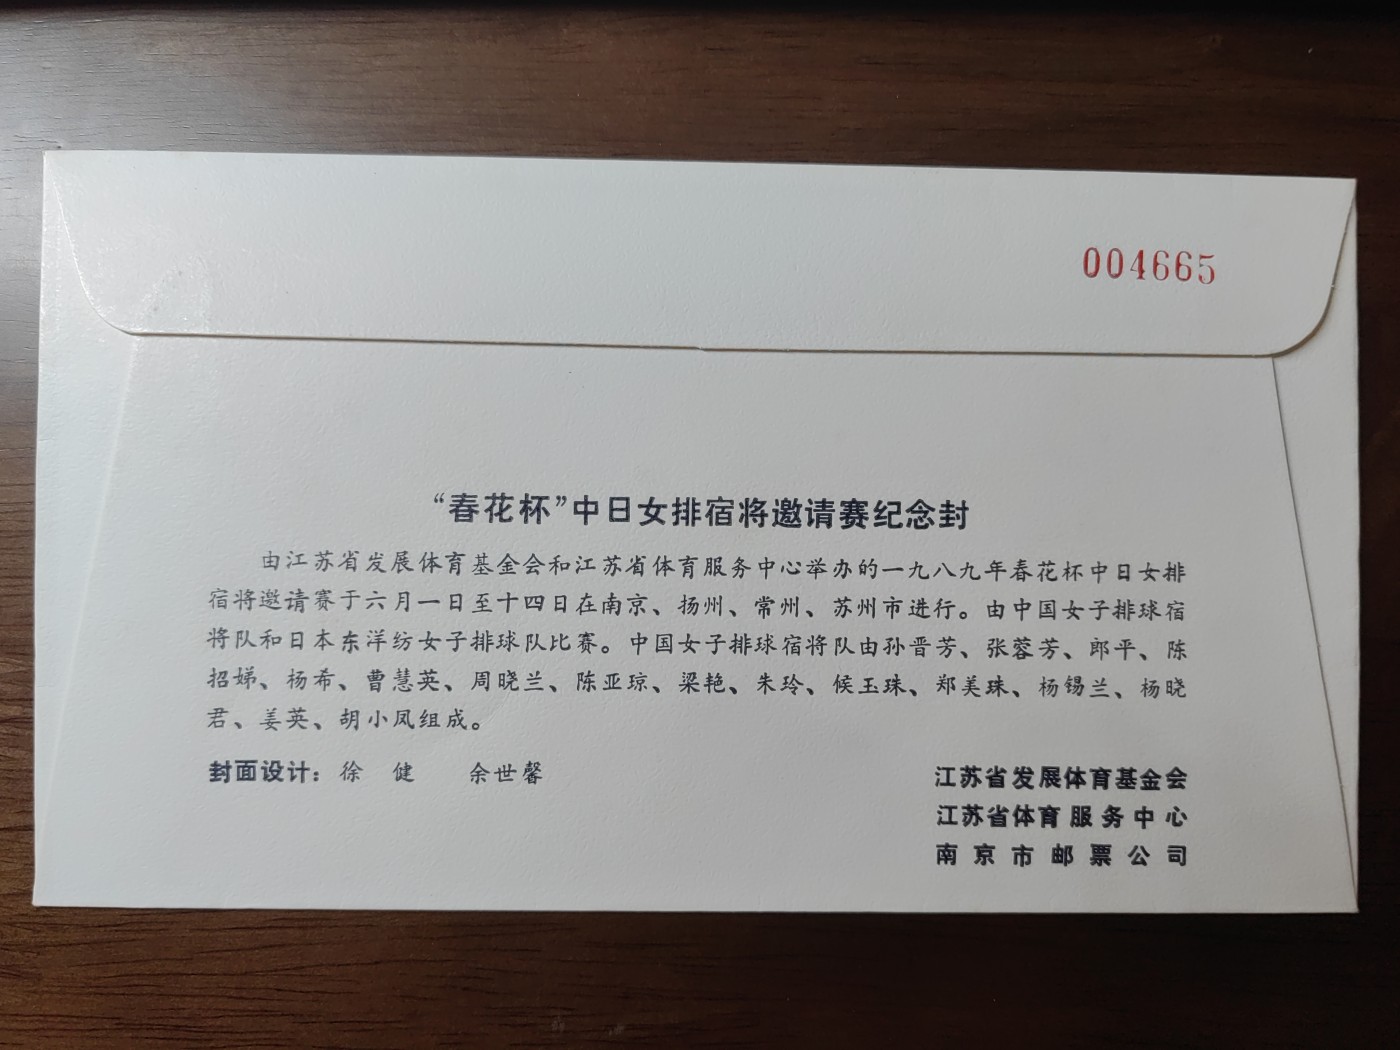 004665
“春花杯”中日女排宿将邀请赛纪念封
由江苏省发展体育基金会和江苏省体育服务中心举办的一九八九年春花杯中日女排
宿将邀请赛于六月一日至十四日在南京、扬州、常州、苏州市进行。由中国女子排球宿
将队和日本东洋纺女子排球队比赛。中国女子排球宿将队由孙晋芳、张蓉芳、郎平、陈
招娣、杨希、曹慧英、周晓兰、陈亚琼、梁艳、朱玲、候玉珠、郑美珠、杨锡兰、杨晓
君、姜英、胡小凤组成。
封面设计：徐　健　　余世馨
江苏省发展体育基金会
江苏省体育服务中心
南京市邮票公司